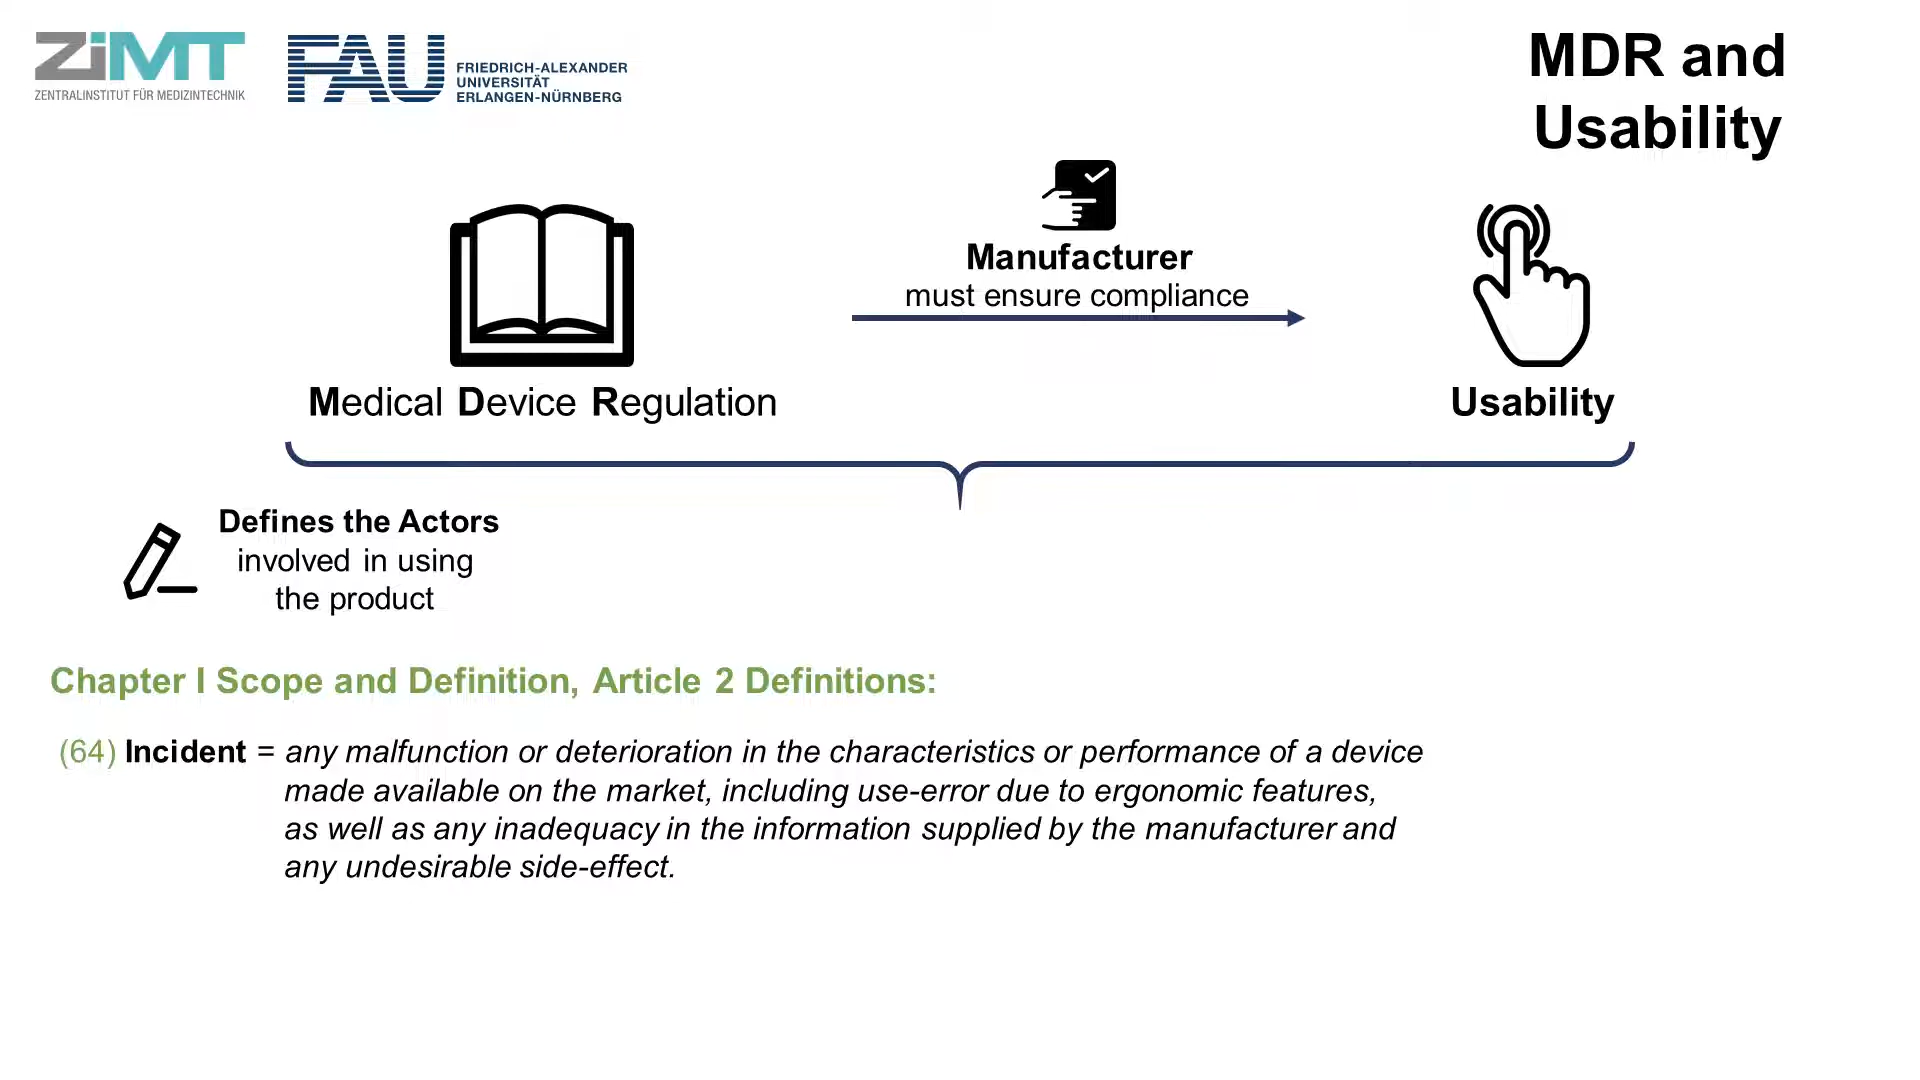 ZiMT
ZENTRALINSTITUT FÜR MEDIZINTECHNIK
FAU
FRIEDRICH-ALEXANDER
UNIVERSITÄT
ERLANGEN-NÜRNBERG
MDR and
Usability
Manufacturer
must ensure compliance
Medical Device Regulation
Usability
Defines the Actors
involved in using
the product
Chapter I Scope and Definition, Article 2 Definitions:
(64) Incident = any malfunction or deterioration in the characteristics or performance of a device
made available on the market, including use-error due to ergonomic features,
as well as any inadequacy in the information supplied by the manufacturer and
any undesirable side-effect.